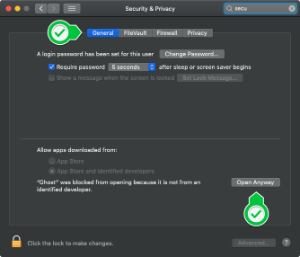 Security & Privacy
secu
General FileVault Firewall Privacy
A login password has been set for this user Change Password...
Require password 5 seconds after sleep or screen saver begins
Show a message when the screen is locked Set Lock Message...
Allow apps downloaded from:
App Store
App Store and identified developers
"Ghost" was blocked from opening because it is not from an Open Anyway
identified developer.
Click the lock to make changes. Advanced... ?